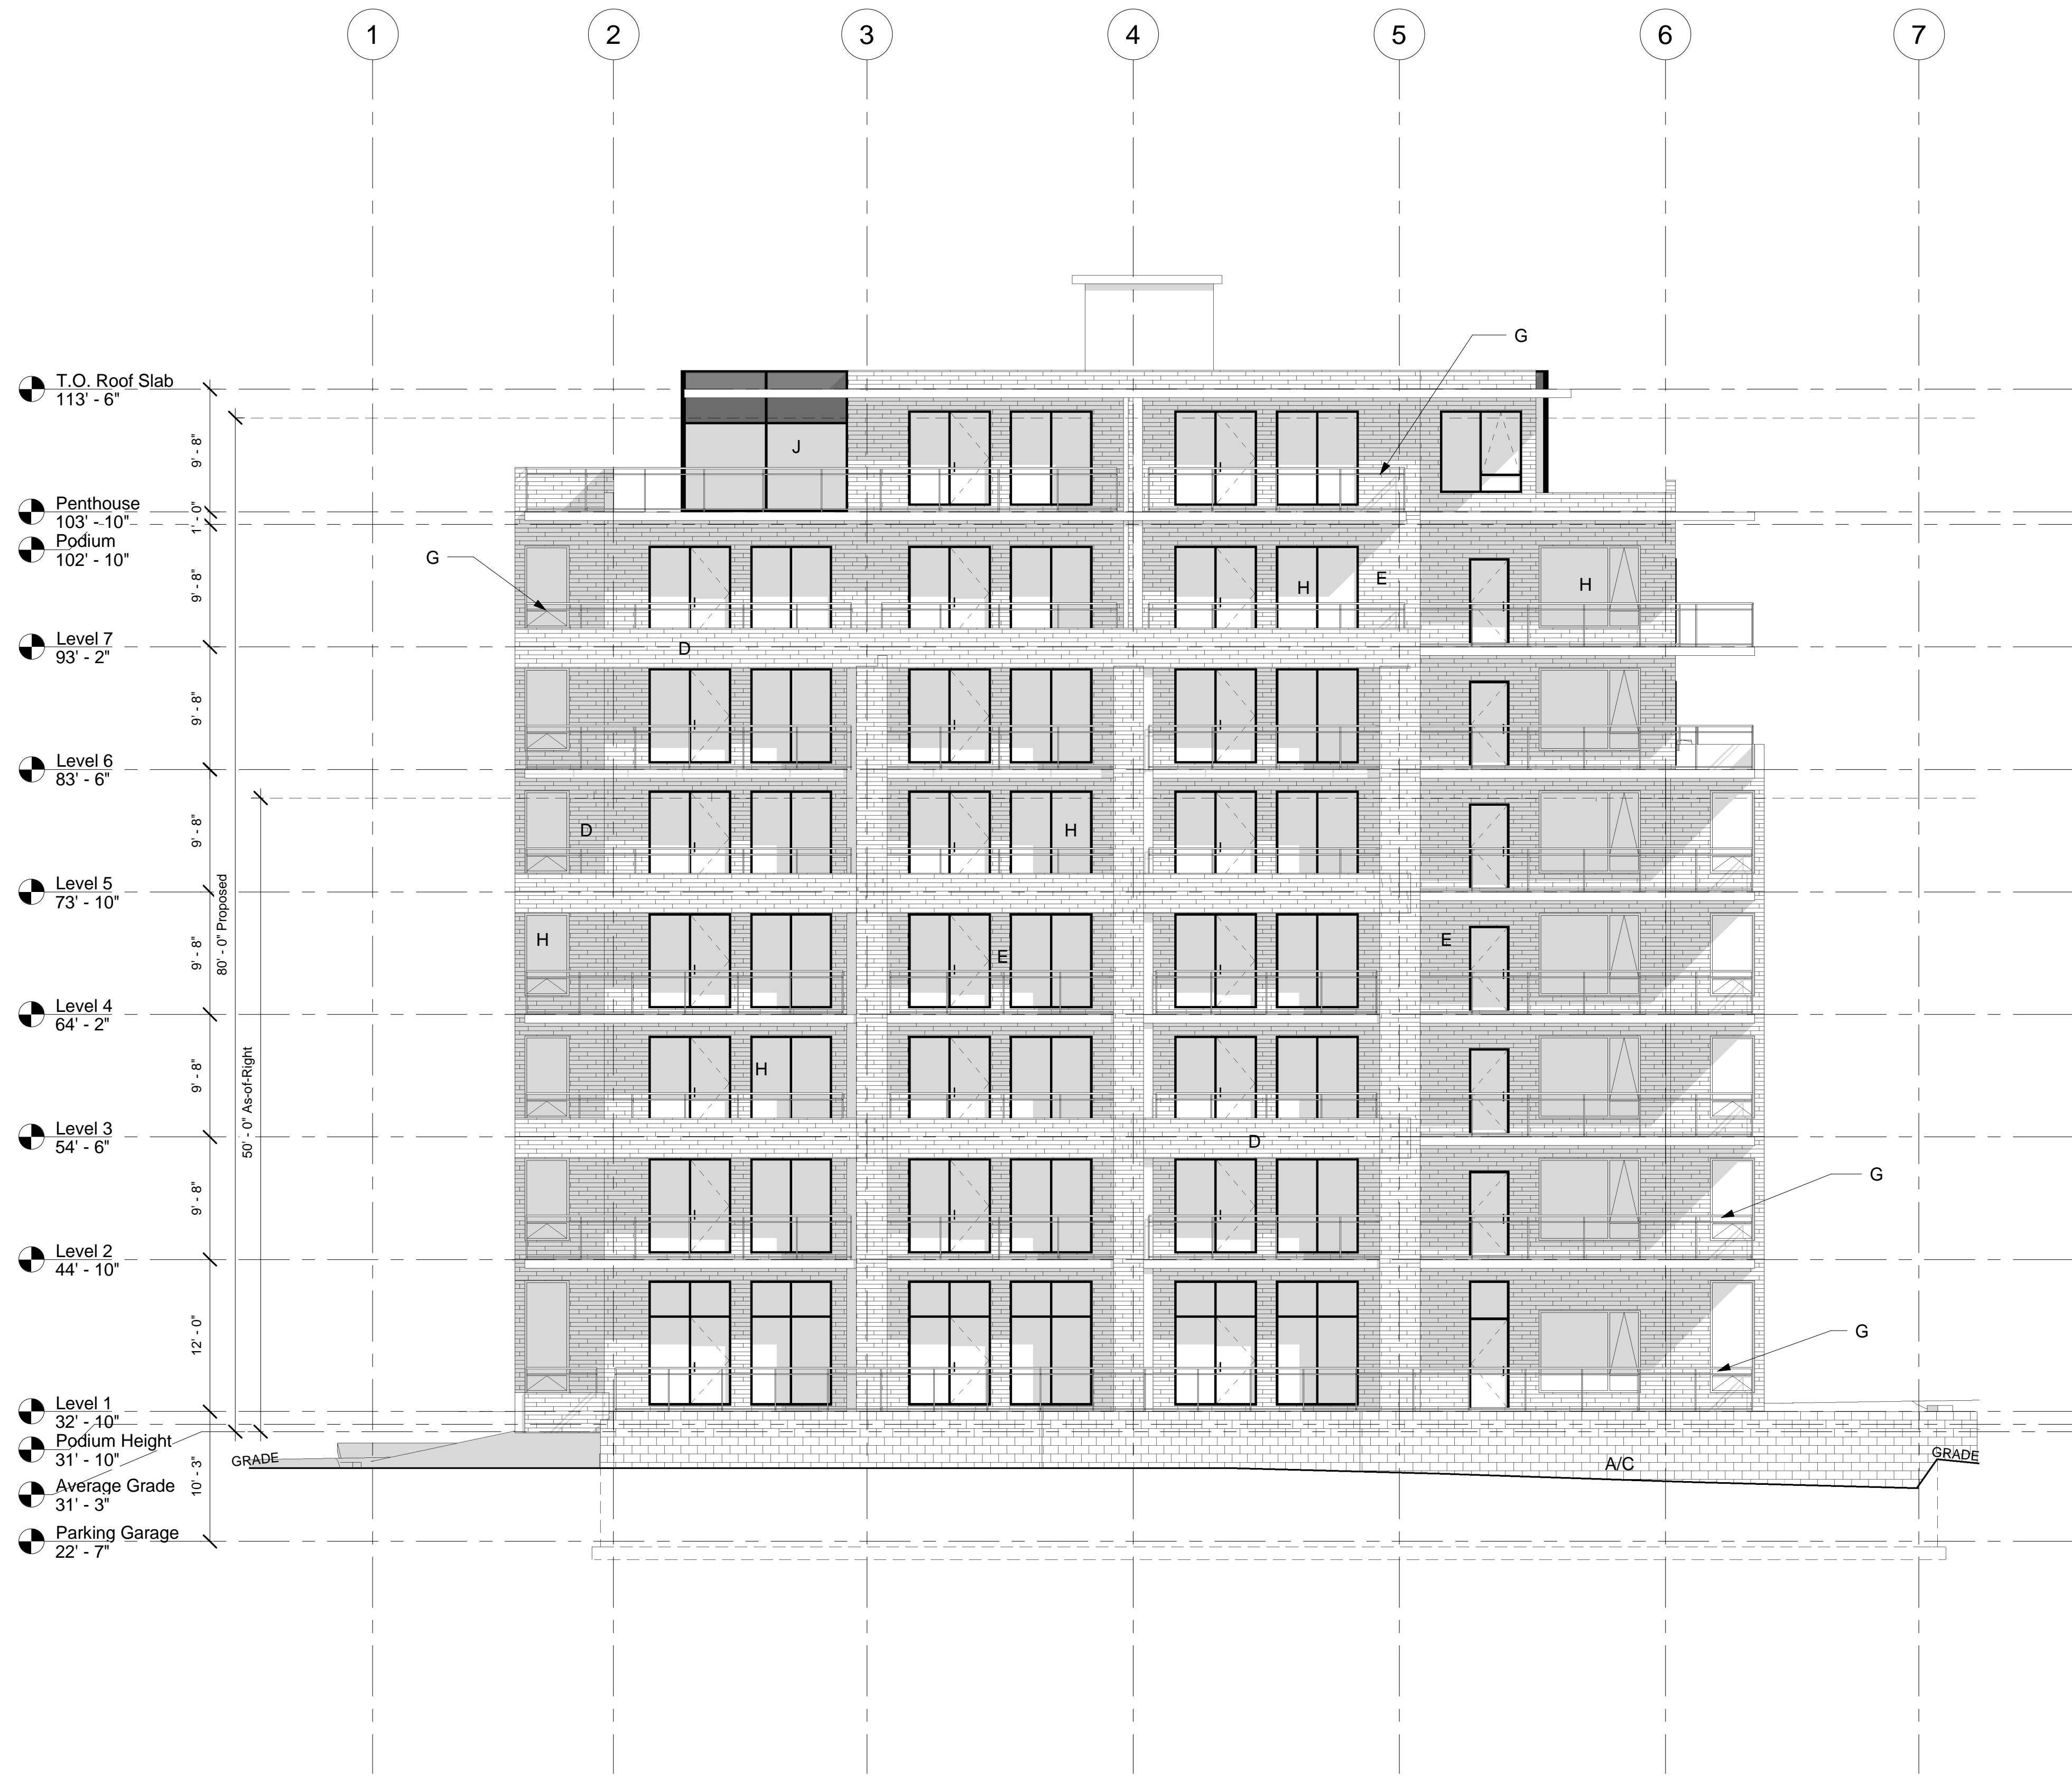 1 2 3 4 5 6 7
G
T.O. Roof Slab
113' - 6"
9' - 8"
J
Penthouse
103' - 10"
1' - 0"
Podium
102' - 10"
G
9' - 8"
H
E
H
Level 7
93' - 2"
D
9' - 8"
Level 6
83' - 6"
9' - 8"
D
H
Level 5
73' - 10"
80' - 0" Proposed
9' - 8"
H
E
E
Level 4
64' - 2"
50' - 0" As-of-Right
9' - 8"
H
Level 3
54' - 6"
D
9' - 8"
G
Level 2
44' - 10"
12' - 0"
G
Level 1
32' - 10"
Podium Height
31' - 10"
GRADE
A/C
GRADE
Average Grade
31' - 3"
10' - 3"
Parking Garage
22' - 7"